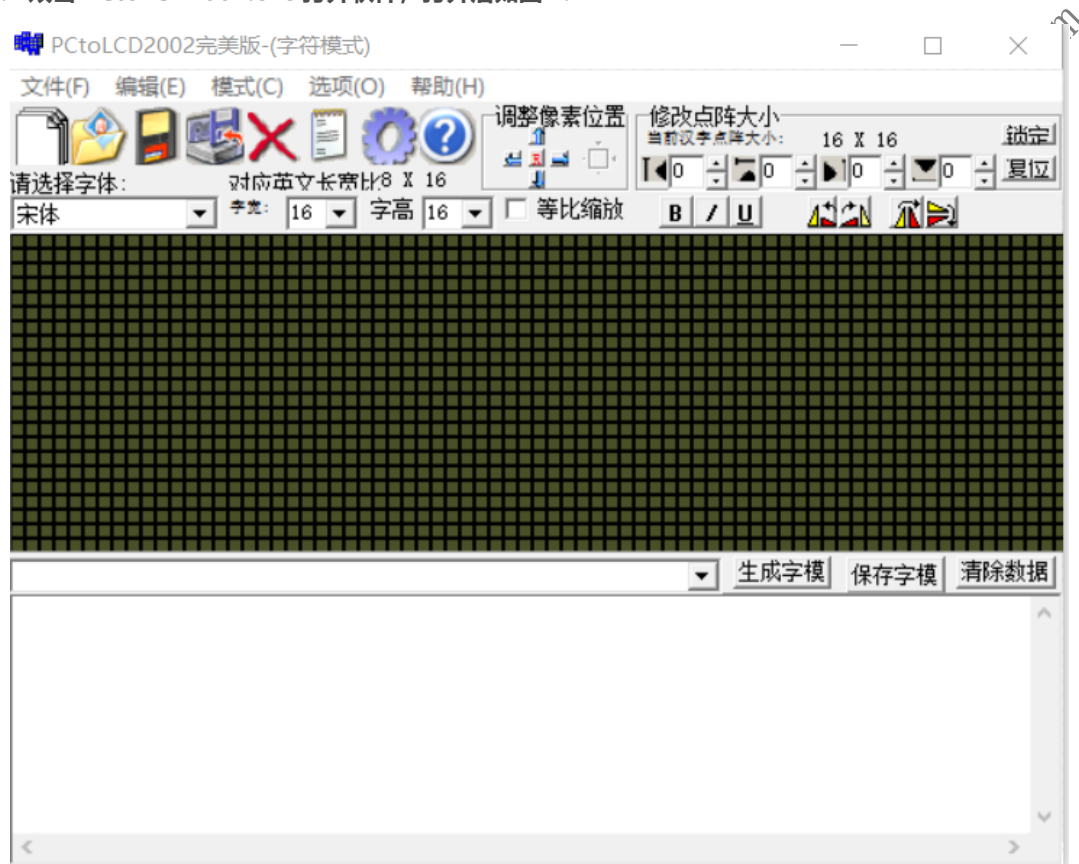 PCtoLCD2002完美版-(字符模式)
文件(F) 编辑(E) 模式(C) 选项(O) 帮助(H)
调整像素位置 修改点阵大小
当前汉字点阵大小: 16 X 16 锁定
0 0 0 0 复位
请选择字体: 对应英文长宽比8 X 16
宋体 字宽: 16 字高 16 等比缩放 B I U
生成字模 保存字模 清除数据